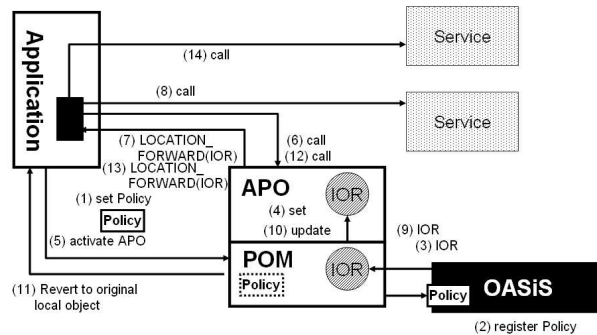 Application
Service
(14) call
(8) call
Service
(7) LOCATION_
FORWARD(IOR)
(13) LOCATION_
FORWARD(IOR)
(6) call
(12) call
(1) set Policy
Policy
(5) activate APO
APO
IOR
(4) set
(10) update
(9) IOR
(3) IOR
POM
Policy
IOR
Policy
OASiS
(11) Revert to original
local object
(2) register Policy